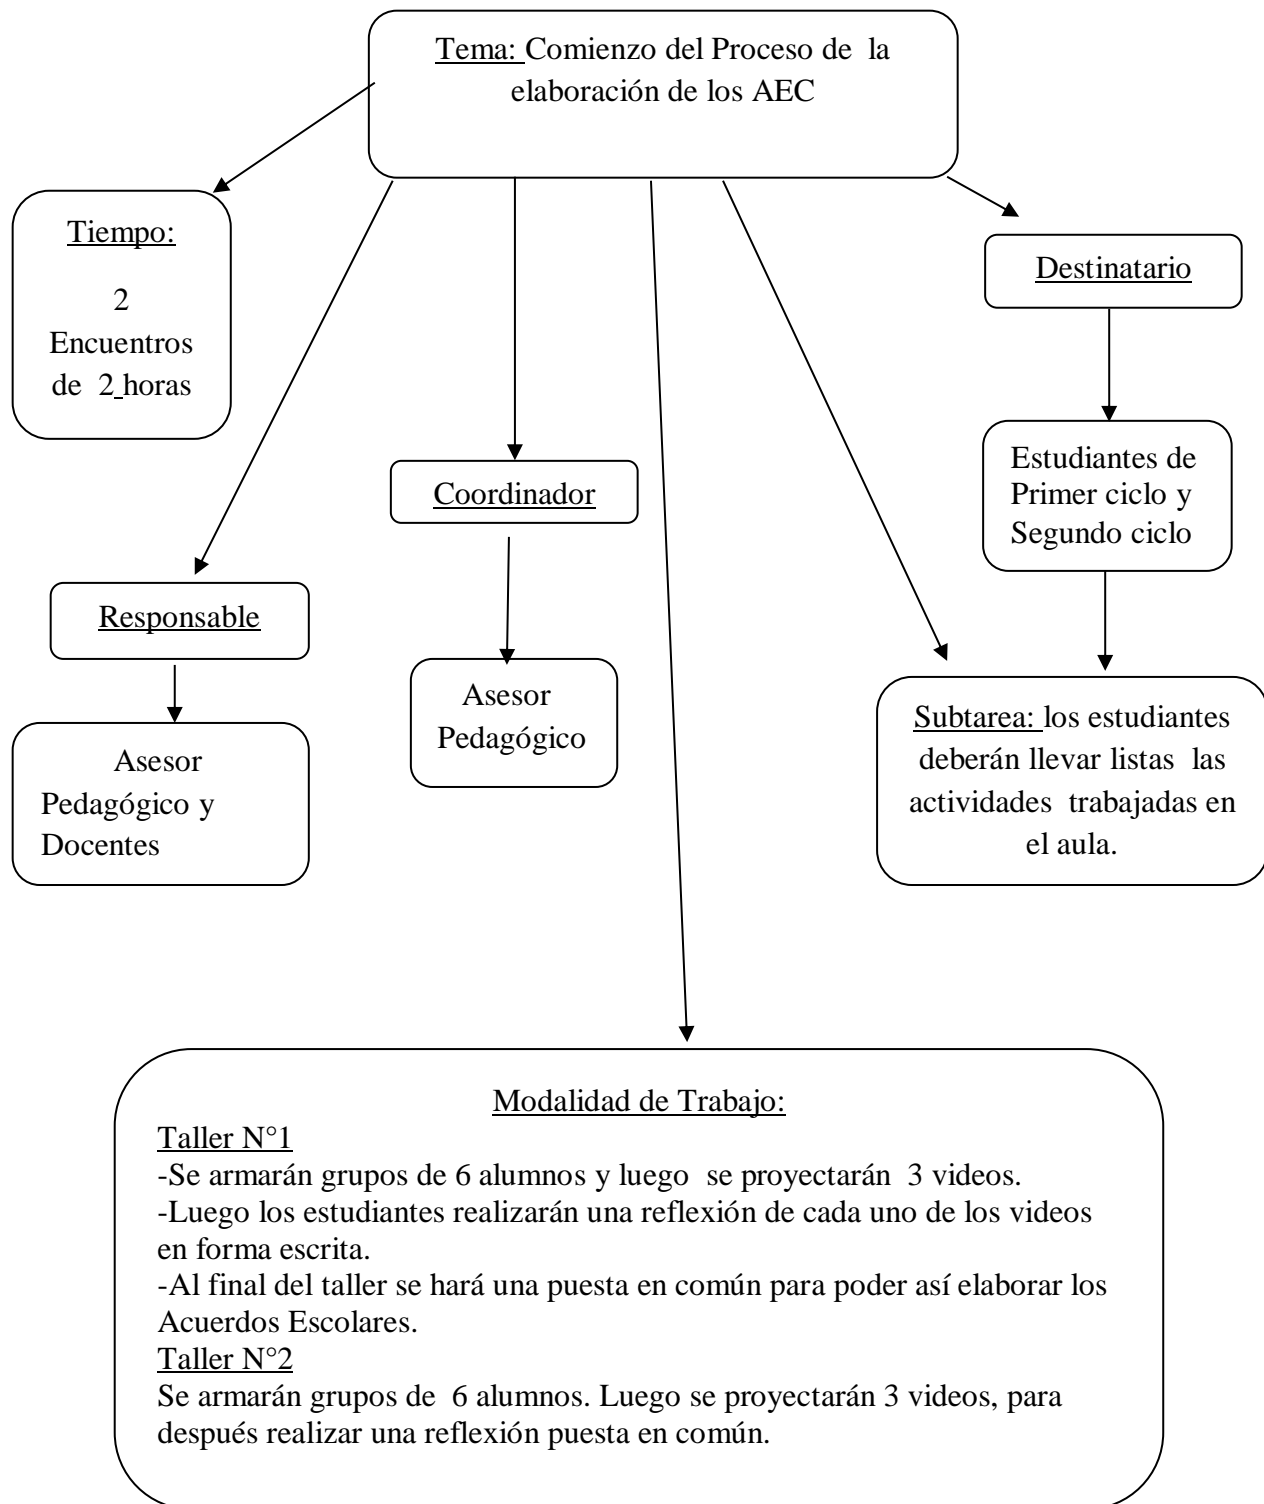 Tema: Comienzo del Proceso de la
elaboración de los AEC
Tiempo:
2
Encuentros
de 2 horas
Destinatario
Estudiantes de
Primer ciclo y
Segundo ciclo
Coordinador
Responsable
Asesor
Pedagógico
Asesor
Pedagógico y
Docentes
Subtarea: los estudiantes
deberán llevar listas las
actividades trabajadas en
el aula.
Modalidad de Trabajo:
Taller N°1
-Se armarán grupos de 6 alumnos y luego se proyectarán 3 videos.
-Luego los estudiantes realizarán una reflexión de cada uno de los videos
en forma escrita.
-Al final del taller se hará una puesta en común para poder así elaborar los
Acuerdos Escolares.
Taller N°2
Se armarán grupos de 6 alumnos. Luego se proyectarán 3 videos, para
después realizar una reflexión puesta en común.